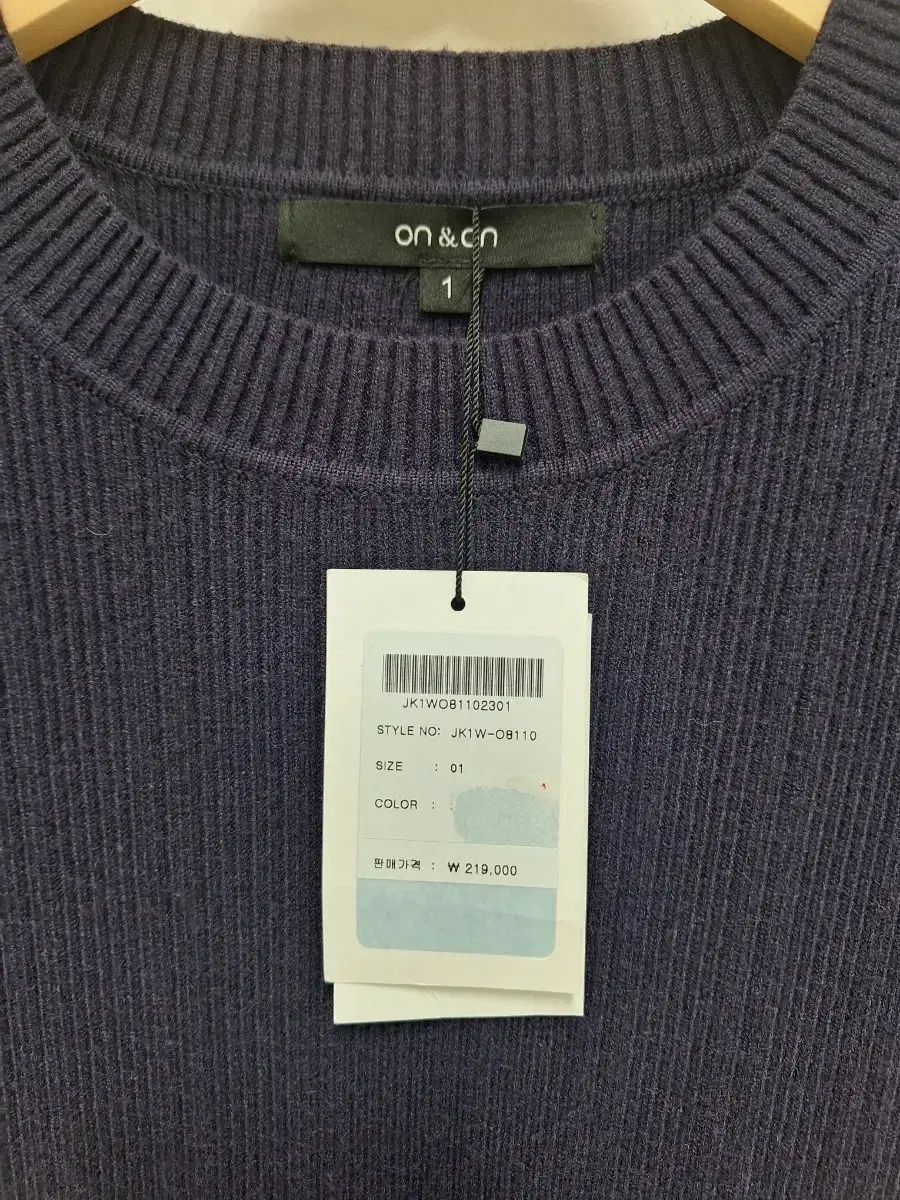 on & on
1
JK1WO81102301
STYLE NO: JK1W-O8110
SIZE : 01
COLOR :
판매가격 : ₩ 219,000